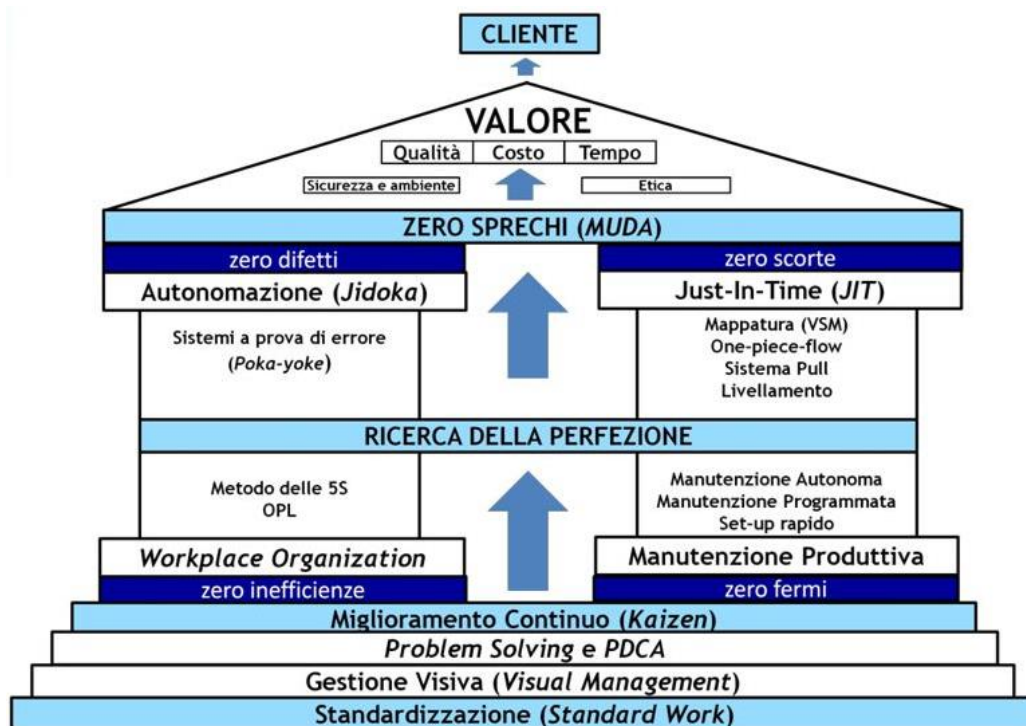 CLIENTE
VALORE
Qualità Costo Tempo
Sicurezza e ambiente Etica
ZERO SPRECHI (MUDA)
zero difetti zero scorte
Autonomazione (Jidoka) Just-In-Time (JIT)
Sistemi a prova di errore
(Poka-yoke)
Mappatura (VSM)
One-piece-flow
Sistema Pull
Livellamento
RICERCA DELLA PERFEZIONE
Metodo delle 5S
OPL
Manutenzione Autonoma
Manutenzione Programmata
Set-up rapido
Workplace Organization Manutenzione Produttiva
zero inefficienze zero fermi
Miglioramento Continuo (Kaizen)
Problem Solving e PDCA
Gestione Visiva (Visual Management)
Standardizzazione (Standard Work)